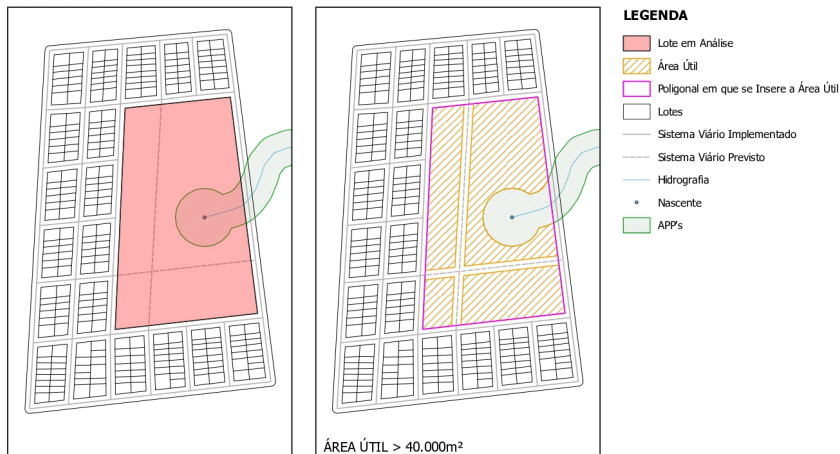 LEGENDA
Lote em Análise
Área Útil
Poligonal em que se Insere a Área Útil
Lotes
Sistema Viário Implementado
Sistema Viário Previsto
Hidrografia
Nascente
APP's
ÁREA ÚTIL > 40.000m²